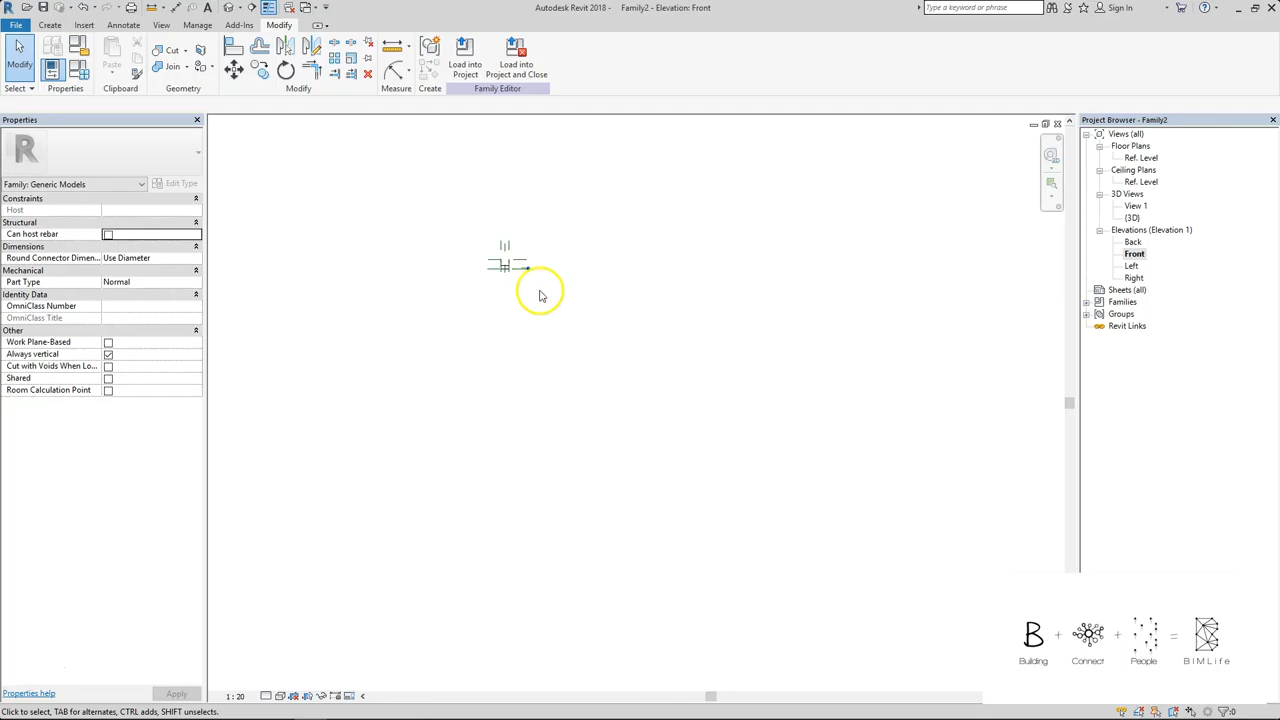 Autodesk Revit 2018 - Family2 - Elevation: Front
Type a keyword or phrase
Sign In
File
Create
Insert
Annotate
View
Manage
Add-Ins
Modify
Modify
Paste
Cut
Join
Load into
Project
Load into
Project and Close
Select
Properties
Clipboard
Geometry
Modify
Measure
Create
Family Editor
Properties
Family: Generic Models
Edit Type
Constraints
Host
Structural
Can host rebar
Dimensions
Round Connector Dimen... Use Diameter
Mechanical
Part Type Normal
Identity Data
OmniClass Number
OmniClass Title
Other
Work Plane-Based
Always vertical
Cut with Voids When Lo...
Shared
Room Calculation Point
Properties help
Apply
Project Browser - Family2
Views (all)
Floor Plans
Ref. Level
Ceiling Plans
Ref. Level
3D Views
View 1
{3D}
Elevations (Elevation 1)
Back
Front
Left
Right
Sheets (all)
Families
Groups
Revit Links
B + + =
Building Connect People BIMLife
1 : 20
Click to select, TAB for alternates, CTRL adds, SHIFT unselects.
:0